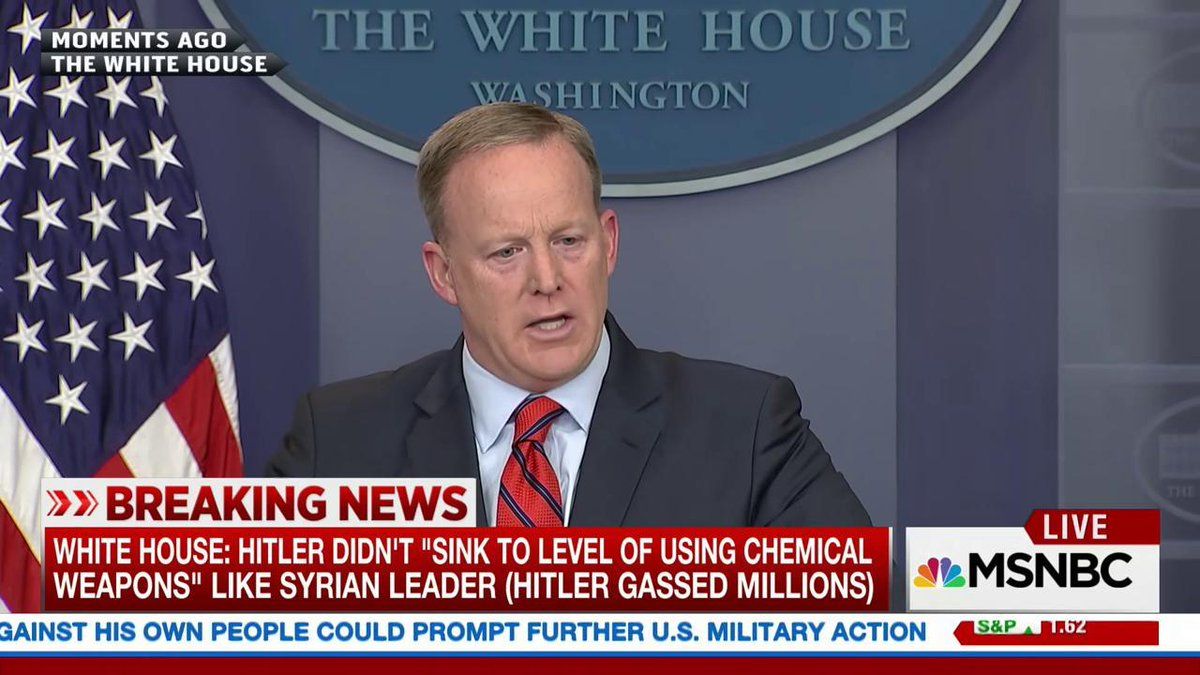 MOMENTS AGO
THE WHITE HOUSE
THE WHITE HOUSE
WASHINGTON
BREAKING NEWS
WHITE HOUSE: HITLER DIDN'T "SINK TO LEVEL OF USING CHEMICAL
WEAPONS" LIKE SYRIAN LEADER (HITLER GASSED MILLIONS)
LIVE
MSNBC
GAINST HIS OWN PEOPLE COULD PROMPT FURTHER U.S. MILITARY ACTION
S&P ▲ 1.62